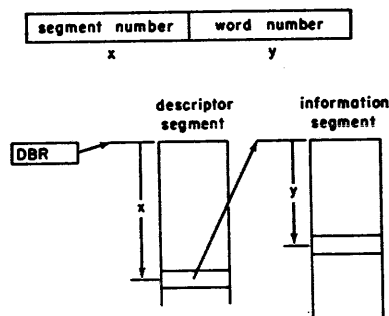 segment number word number
x y
descriptor segment
information segment
DBR
x
y